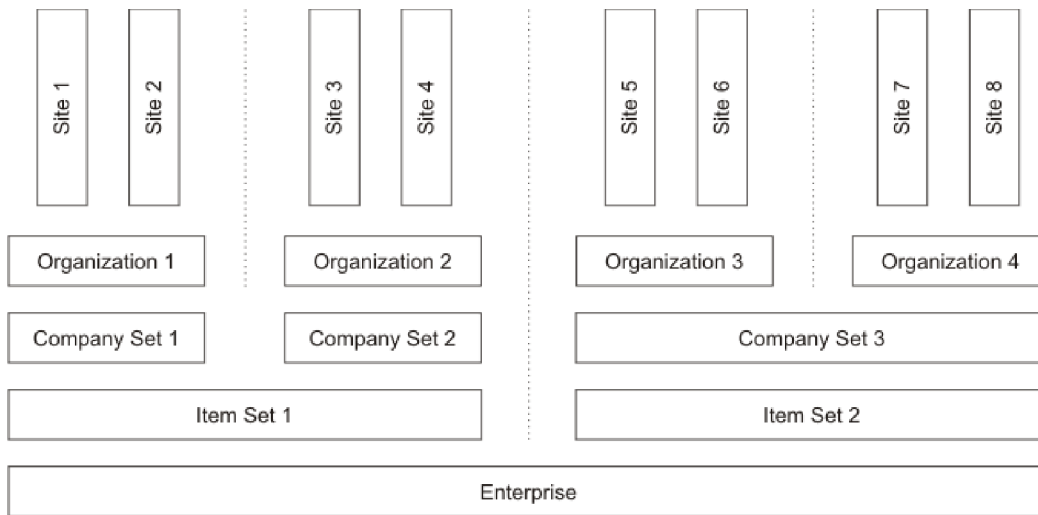 Site 1
Site 2
Site 3
Site 4
Site 5
Site 6
Site 7
Site 8
Organization 1
Organization 2
Organization 3
Organization 4
Company Set 1
Company Set 2
Company Set 3
Item Set 1
Item Set 2
Enterprise